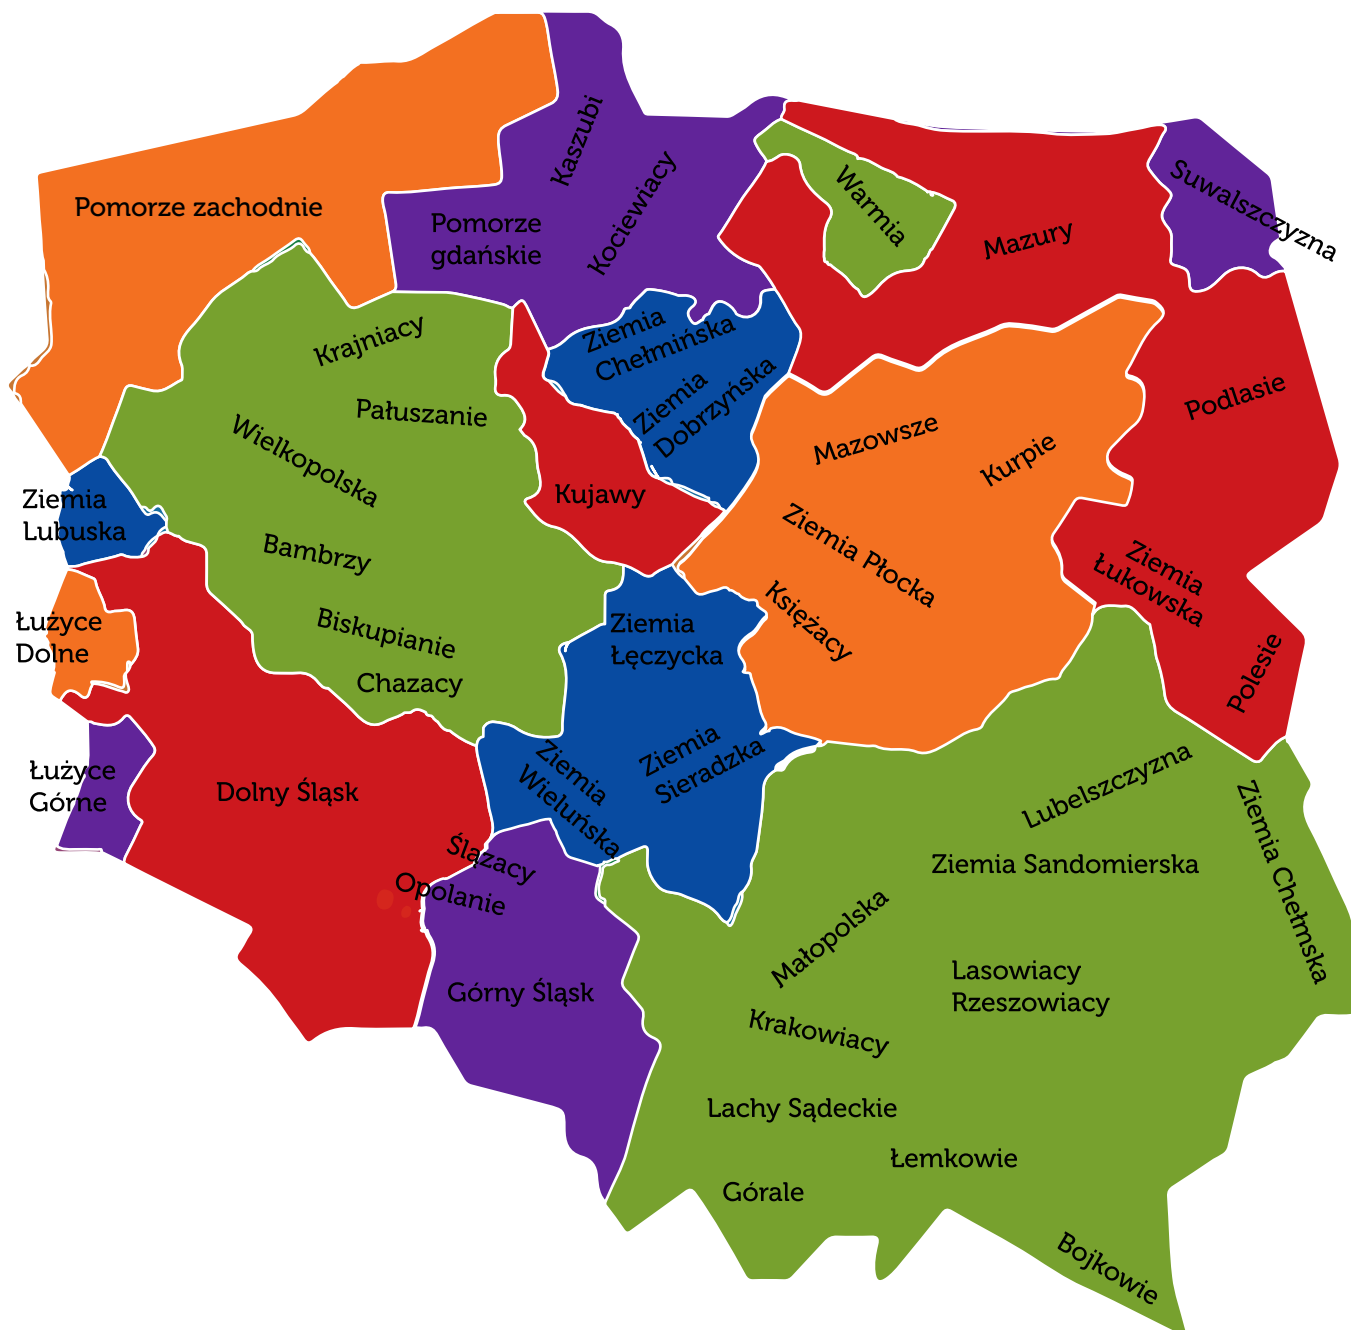 Kaszubi
Kociewiacy
Pomorze zachodnie
Pomorze
gdańskie
Warmia
Mazury
Suwalszczyzna
Krajniacy
Ziemia
Chełmińska
Pałuszanie
Ziemia
Dobrzyńska
Podlasie
Wielkopolska
Mazowsze
Kurpie
Kujawy
Ziemia
Lubuska
Bambrzy
Ziemia Płocka
Ziemia
Łukowska
Łużyce
Dolne
Biskupianie
Ziemia
Łęczycka
Księżacy
Chazacy
Polesie
Łużyce
Górne
Dolny Śląsk
Ziemia
Wieluńska
Ziemia
Sieradzka
Lubelszczyzna
Ślązacy
Opolanie
Ziemia Sandomierska
Ziemia Chełmska
Małopolska
Górny Śląsk
Lasowiacy
Rzeszowiacy
Krakowiacy
Lachy Sądeckie
Łemkowie
Górale
Bojkowie